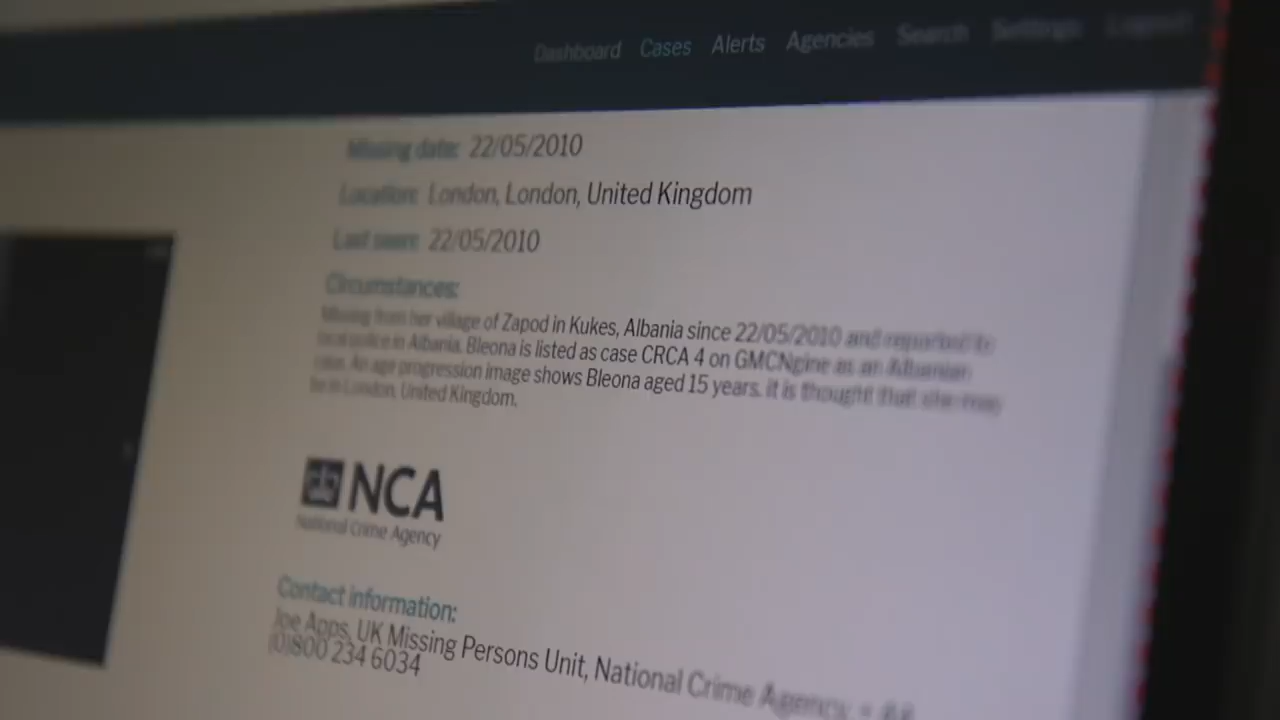 Dashboard Cases Alerts Agencies Search Settings Logout
Missing date: 22/05/2010
Location: London, London, United Kingdom
Last seen: 22/05/2010
Circumstances:
Missing from her village of Zapod in Kukes, Albania since 22/05/2010 and reported to
local police in Albania. Bleona is listed as case CRCA 4 on GMCNgine as an Albanian
case. An age progression image shows Bleona aged 15 years. it is thought that she may
be in London, United Kingdom.
NCA
National Crime Agency
Contact information:
Joe Apps, UK Missing Persons Unit, National Crime Agency
(0)800 234 6034